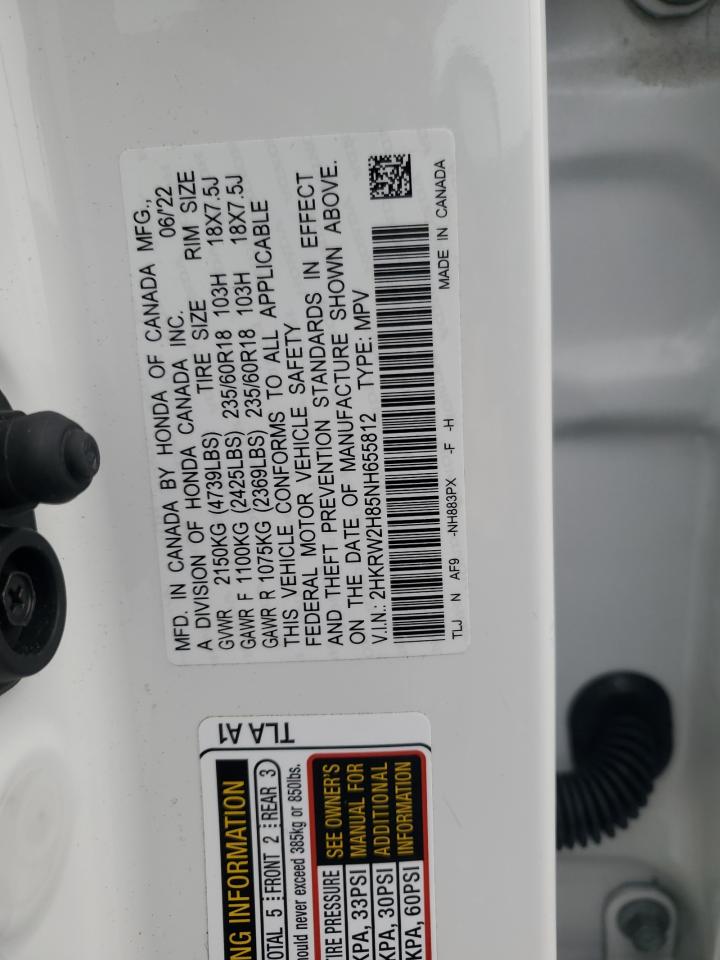 MFD. IN CANADA BY HONDA OF CANADA MFG.,
A DIVISION OF HONDA CANADA INC. 06/'22
TIRE SIZE RIM SIZE
GVWR 2150KG (4739LBS)
GAWR F 1100KG (2425LBS) 235/60R18 103H 18X7.5J
GAWR R 1075KG (2369LBS) 235/60R18 103H 18X7.5J
THIS VEHICLE CONFORMS TO ALL APPLICABLE
FEDERAL MOTOR VEHICLE SAFETY
AND THEFT PREVENTION STANDARDS IN EFFECT
ON THE DATE OF MANUFACTURE SHOWN ABOVE.
V.I.N.: 2HKRW2H85NH655812 TYPE: MPV
TLJ N AF9 -NH883PX -F -H MADE IN CANADA
TLA A1
INFORMATION
5 FRONT 2 REAR 3
never exceed 385kg or 850lbs.
PRESSURE SEE OWNER'S
KPA, 33PSI MANUAL FOR
KPA, 30PSI ADDITIONAL
KPA, 60PSI INFORMATION